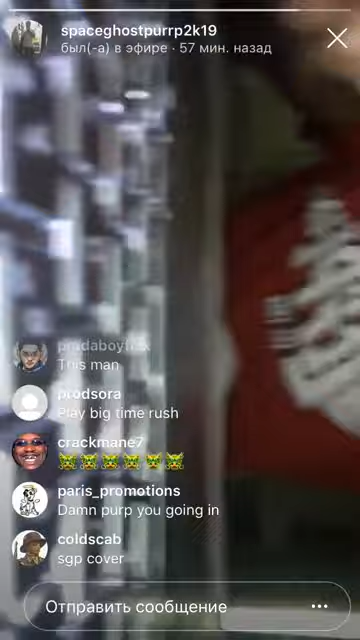 spaceghostpurrp2k19
был(-а) в эфире · 57 мин. назад
This man
prodsora
Play big time rush
crackmane7
paris_promotions
Damn purp you going in
coldscab
sgp cover
Отправить сообщение